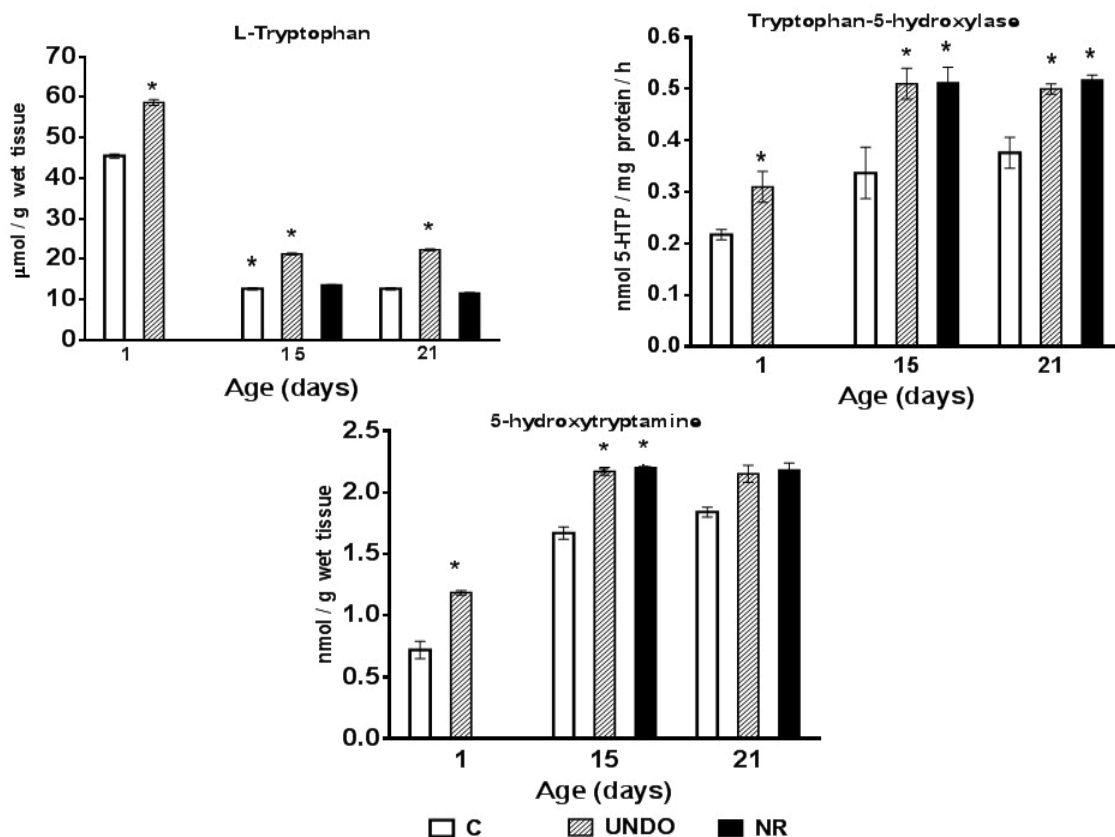 L-Tryptophan
μmol / g wet tissue
70
60
50
40
30
20
10
0
*
*
*
*
1 15 21
Age (days)
Tryptophan-5-hydroxylase
nmol 5-HTP / mg protein / h
0.6
0.5
0.4
0.3
0.2
0.1
0.0
*
* *
* *
1 15 21
Age (days)
5-hydroxytryptamine
nmol / g wet tissue
2.5
2.0
1.5
1.0
0.5
0.0
*
* *
1 15 21
Age (days)
C UNDO NR